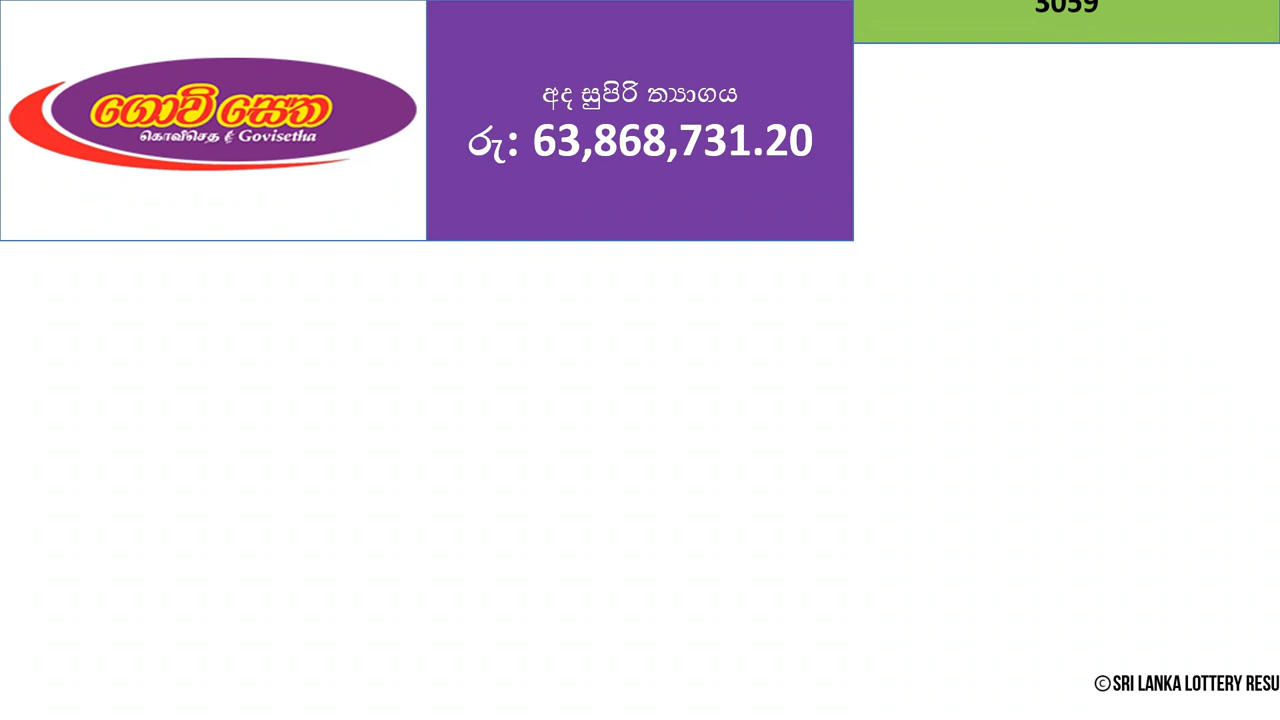 3059
ගොවි සෙත
கொவிசெத ද Govisetha
අද සුපිරි ත්‍යාගය
රු: 63,868,731.20
© SRI LANKA LOTTERY RESU